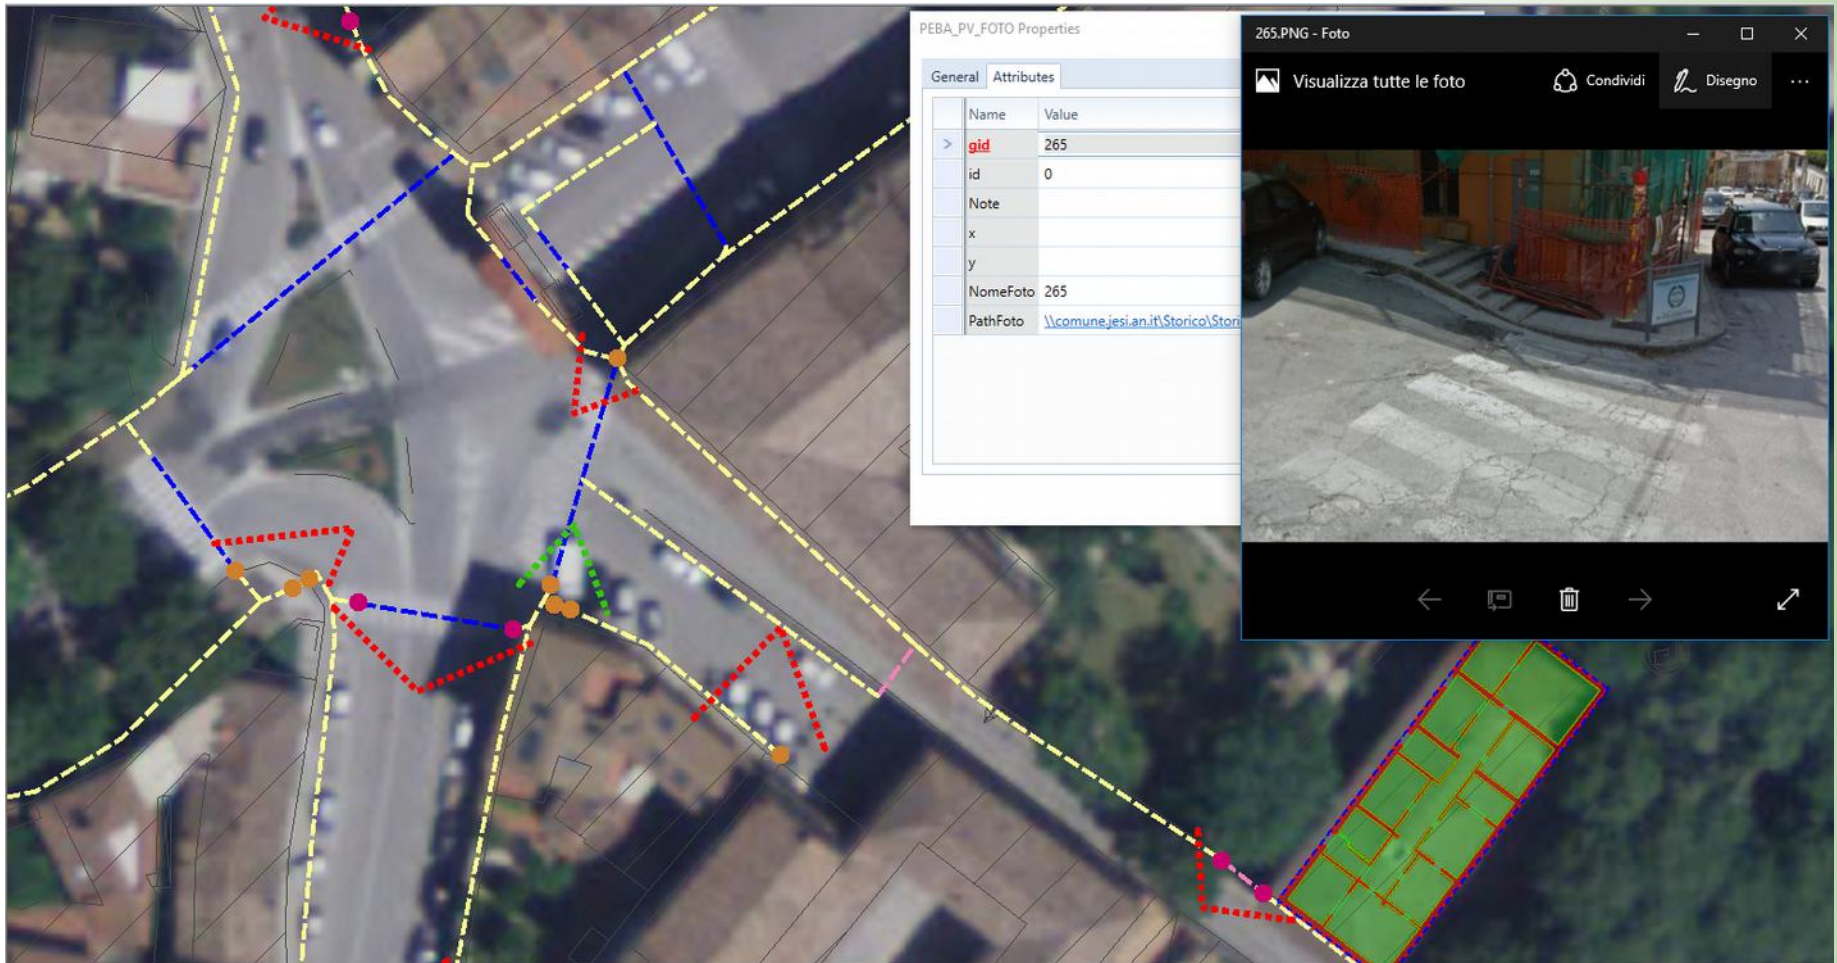 PEBA_PV_FOTO Properties
General Attributes
Name Value
gid 265
id 0
Note
x
y
NomeFoto 265
PathFoto \\comune.jesi.an.it\Storico\Stori
265.PNG - Foto
Visualizza tutte le foto
Condividi
Disegno